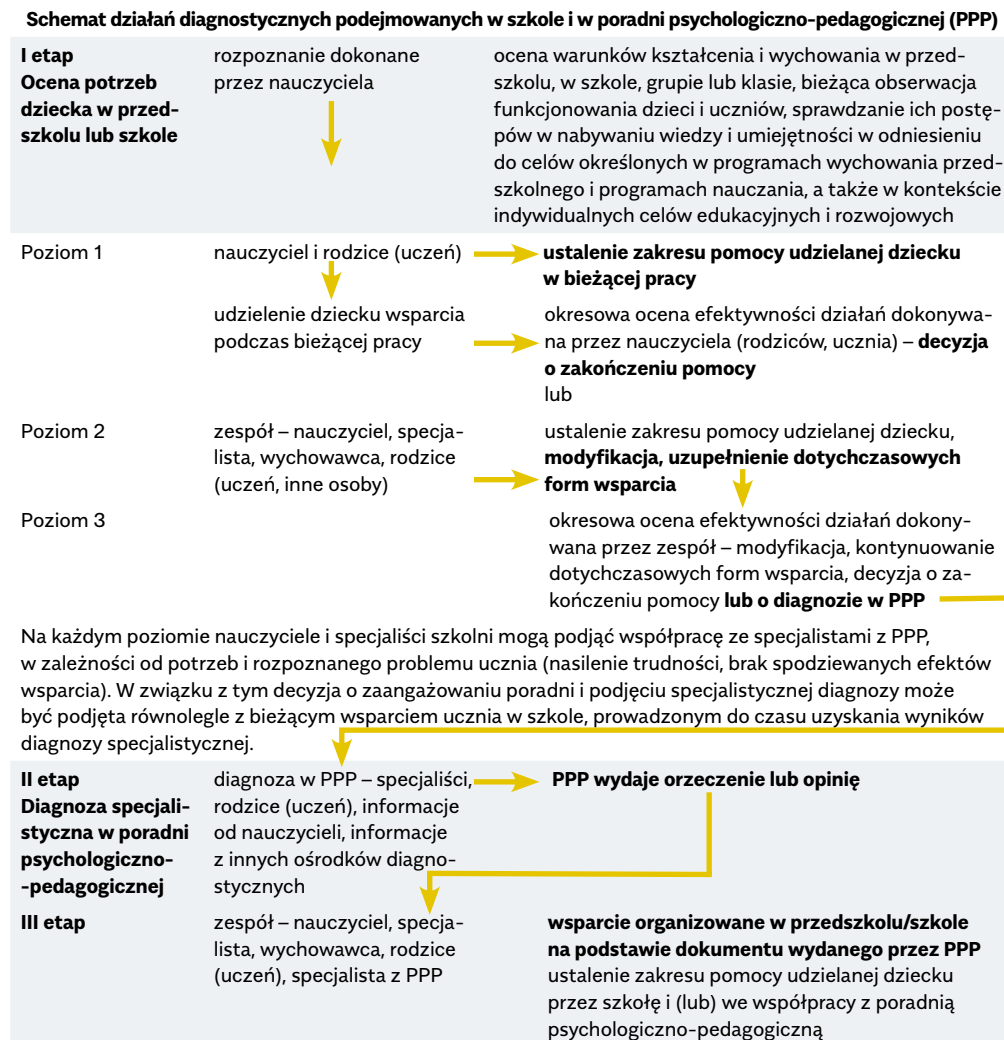 Schemat działań diagnostycznych podejmowanych w szkole i w poradni psychologiczno-pedagogicznej (PPP)
I etap
Ocena potrzeb
dziecka w przed-
szkolu lub szkole
rozpoznanie dokonane
przez nauczyciela
ocena warunków kształcenia i wychowania w przed-
szkolu, w szkole, grupie lub klasie, bieżąca obserwacja
funkcjonowania dzieci i uczniów, sprawdzanie ich postę-
pów w nabywaniu wiedzy i umiejętności w odniesieniu
do celów określonych w programach wychowania przed-
szkolnego i programach nauczania, a także w kontekście
indywidualnych celów edukacyjnych i rozwojowych
Poziom 1
nauczyciel i rodzice (uczeń)
ustalenie zakresu pomocy udzielanej dziecku
w bieżącej pracy
udzielenie dziecku wsparcia
podczas bieżącej pracy
okresowa ocena efektywności działań dokonywa-
na przez nauczyciela (rodziców, ucznia) – decyzja
o zakończeniu pomocy
lub
Poziom 2
zespół – nauczyciel, specja-
lista, wychowawca, rodzice
(uczeń, inne osoby)
ustalenie zakresu pomocy udzielanej dziecku,
modyfikacja, uzupełnienie dotychczasowych
form wsparcia
Poziom 3
okresowa ocena efektywności działań dokony-
wana przez zespół – modyfikacja, kontynuowanie
dotychczasowych form wsparcia, decyzja o za-
kończeniu pomocy lub o diagnozie w PPP
Na każdym poziomie nauczyciele i specjaliści szkolni mogą podjąć współpracę ze specjalistami z PPP,
w zależności od potrzeb i rozpoznanego problemu ucznia (nasilenie trudności, brak spodziewanych efektów
wsparcia). W związku z tym decyzja o zaangażowaniu poradni i podjęciu specjalistycznej diagnozy może
być podjęta równolegle z bieżącym wsparciem ucznia w szkole, prowadzonym do czasu uzyskania wyników
diagnozy specjalistycznej.
II etap
Diagnoza specjali-
styczna w poradni
psychologiczno-
-pedagogicznej
diagnoza w PPP – specjaliści,
rodzice (uczeń), informacje
od nauczycieli, informacje
z innych ośrodków diagno-
stycznych
PPP wydaje orzeczenie lub opinię
III etap
zespół – nauczyciel, specja-
lista, wychowawca, rodzice
(uczeń), specjalista z PPP
wsparcie organizowane w przedszkolu/szkole
na podstawie dokumentu wydanego przez PPP
ustalenie zakresu pomocy udzielanej dziecku
przez szkołę i (lub) we współpracy z poradnią
psychologiczno-pedagogiczną